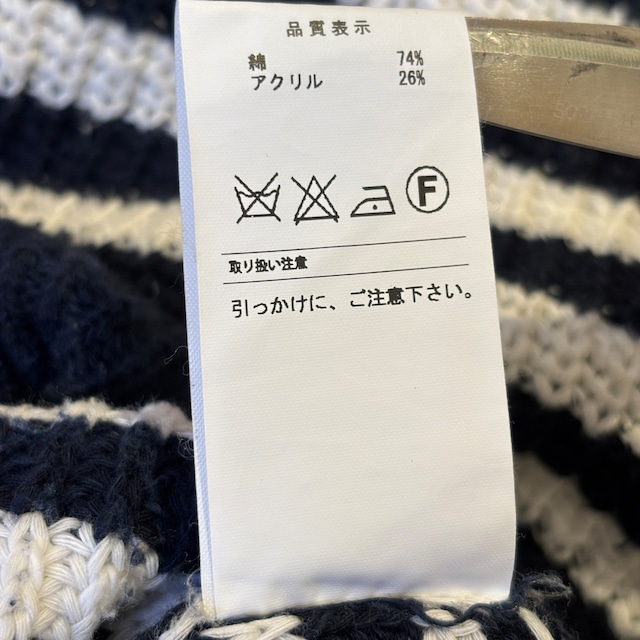 品質表示
綿 74%
アクリル 26%
F
取り扱い注意
引っかけに、ご注意下さい。